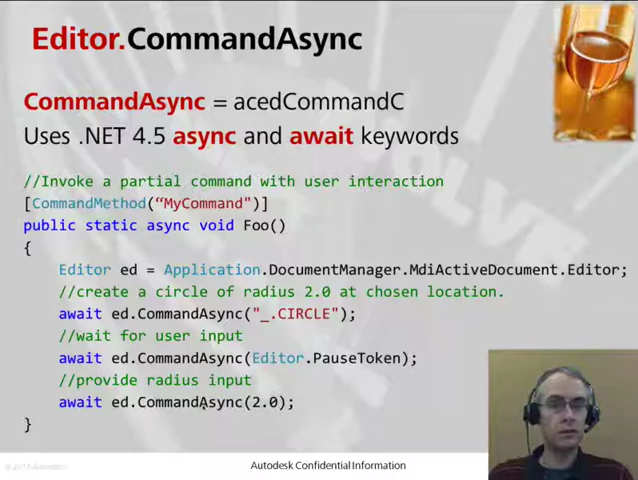 Editor.CommandAsync
CommandAsync = acedCommandC
Uses .NET 4.5 async and await keywords
//Invoke a partial command with user interaction
[CommandMethod(“MyCommand")]
public static async void Foo()
{
Editor ed = Application.DocumentManager.MdiActiveDocument.Editor;
//create a circle of radius 2.0 at chosen location.
await ed.CommandAsync("_.CIRCLE");
//wait for user input
await ed.CommandAsync(Editor.PauseToken);
//provide radius input
await ed.CommandAsync(2.0);
}
Autodesk Confidential Information